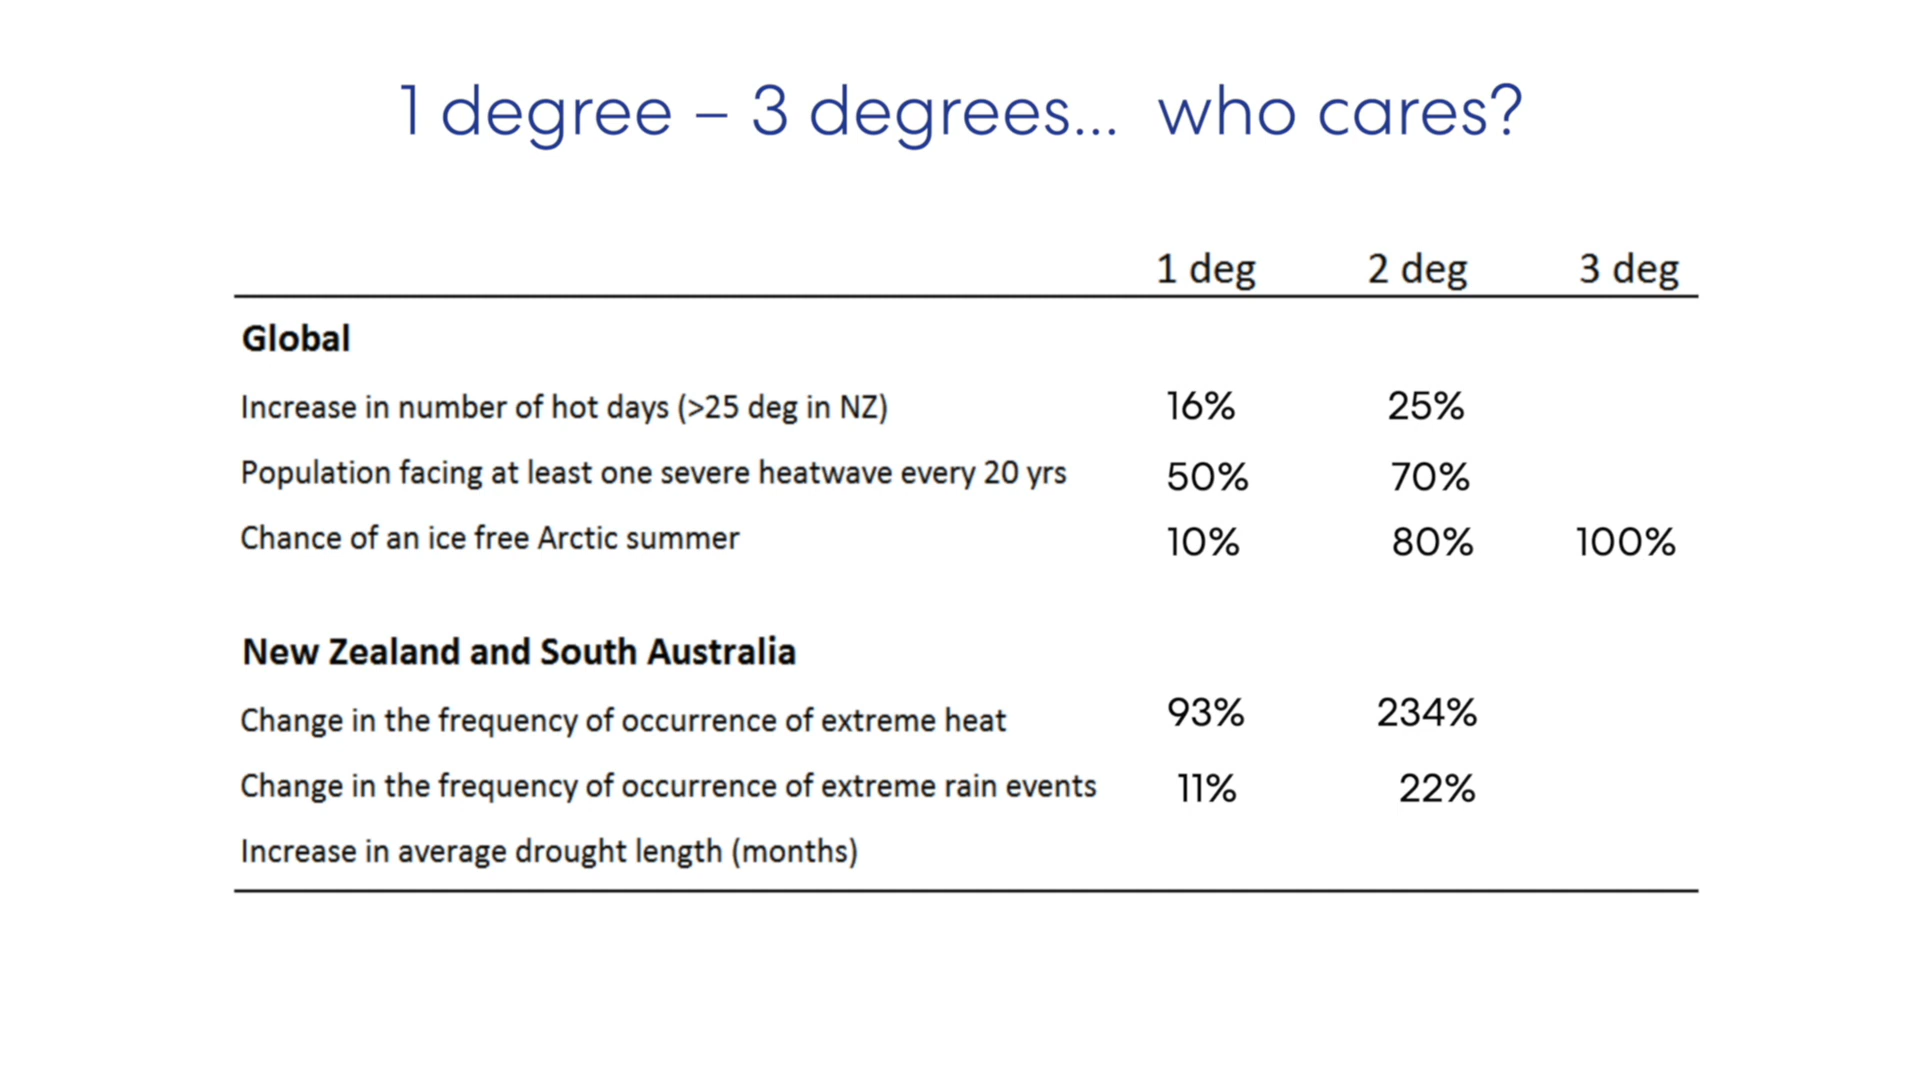 1 degree – 3 degrees... who cares?
1 deg 2 deg 3 deg
Global
Increase in number of hot days (>25 deg in NZ) 16% 25%
Population facing at least one severe heatwave every 20 yrs 50% 70%
Chance of an ice free Arctic summer 10% 80% 100%
New Zealand and South Australia
Change in the frequency of occurrence of extreme heat 93% 234%
Change in the frequency of occurrence of extreme rain events 11% 22%
Increase in average drought length (months)